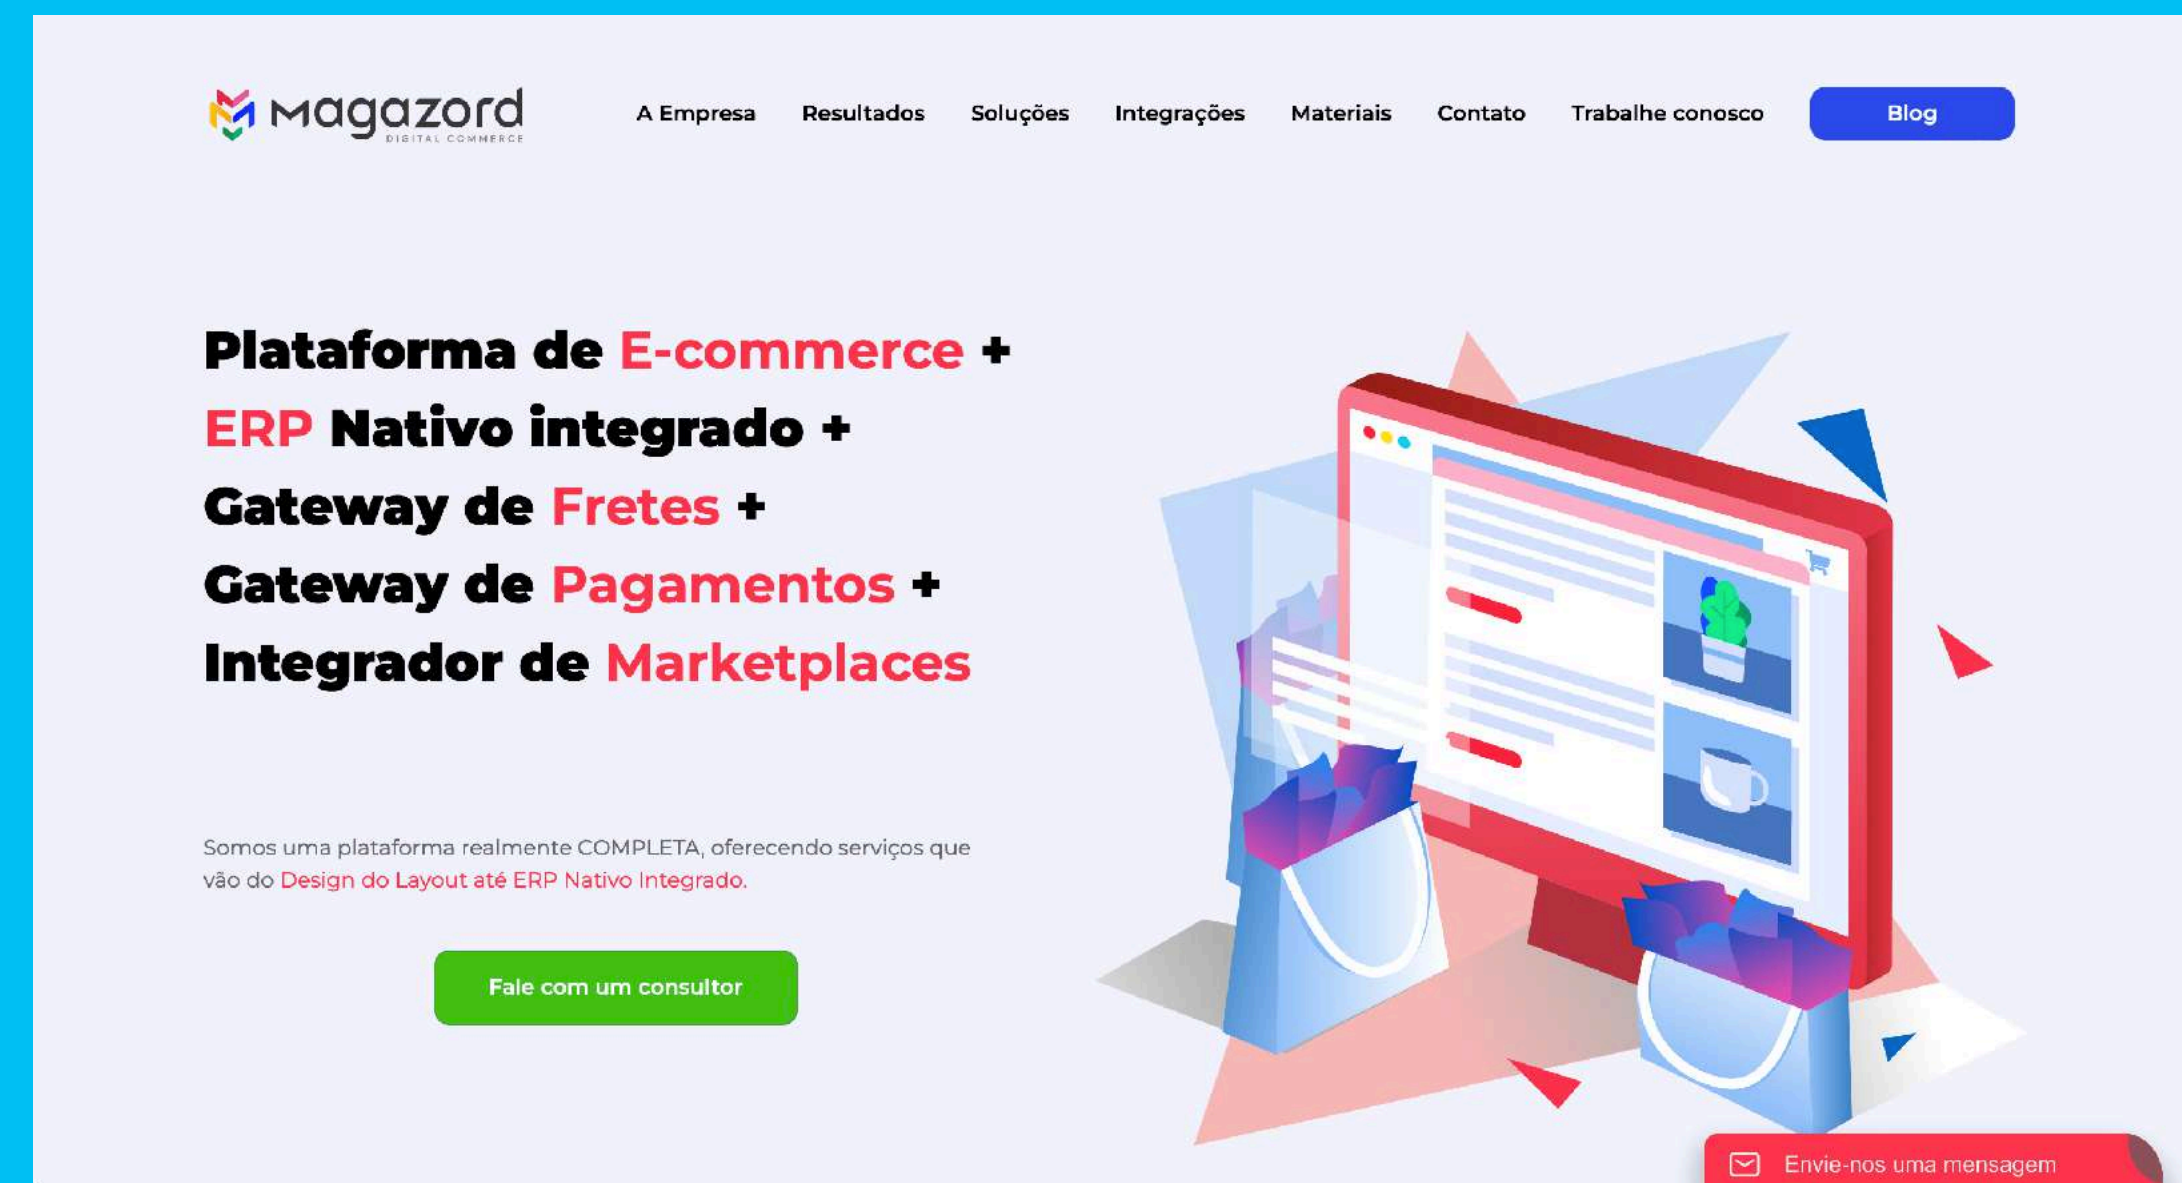 Magazord
DIGITAL COMMERCE
A Empresa Resultados Soluções Integrações Materiais Contato Trabalhe conosco Blog
Plataforma de E-commerce +
ERP Nativo integrado +
Gateway de Fretes +
Gateway de Pagamentos +
Integrador de Marketplaces
Somos uma plataforma realmente COMPLETA, oferecendo serviços que
vão do Design do Layout até ERP Nativo Integrado.
Fale com um consultor
Envie-nos uma mensagem